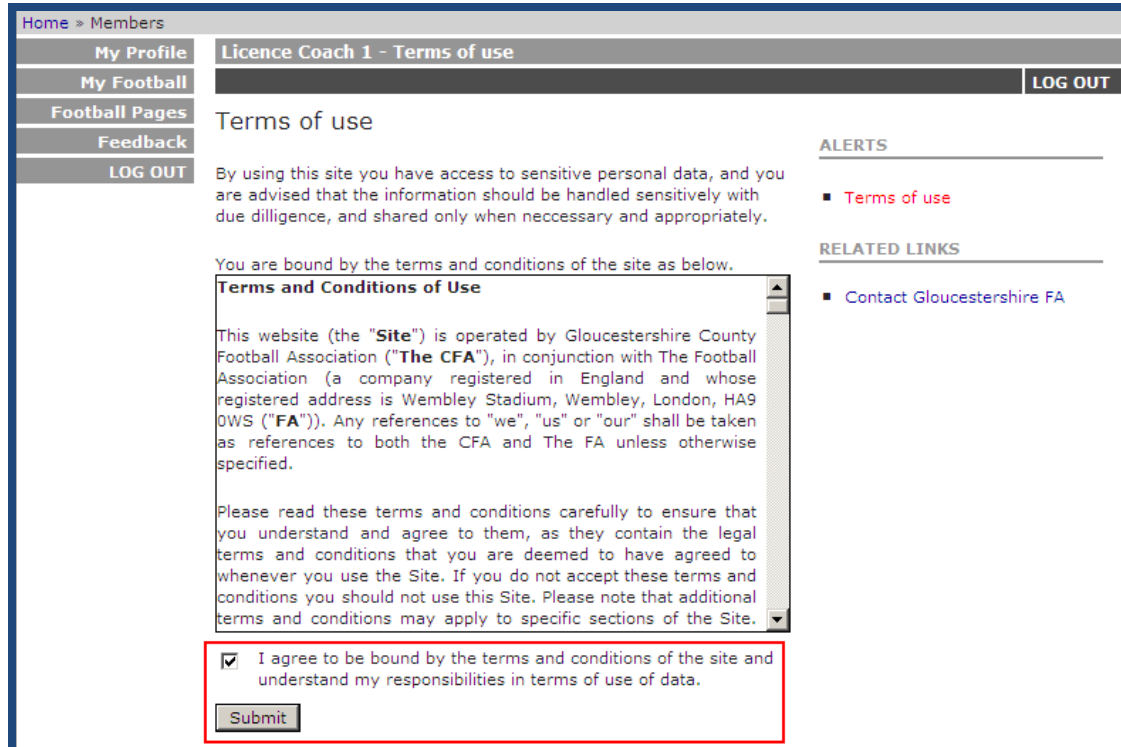 Home » Members
My Profile
My Football
Football Pages
Feedback
LOG OUT
Licence Coach 1 - Terms of use
LOG OUT
Terms of use
By using this site you have access to sensitive personal data, and you
are advised that the information should be handled sensitively with
due dilligence, and shared only when neccessary and appropriately.
You are bound by the terms and conditions of the site as below.
Terms and Conditions of Use
This website (the "Site") is operated by Gloucestershire County
Football Association ("The CFA"), in conjunction with The Football
Association (a company registered in England and whose
registered address is Wembley Stadium, Wembley, London, HA9
0WS ("FA")). Any references to "we", "us" or "our" shall be taken
as references to both the CFA and The FA unless otherwise
specified.
Please read these terms and conditions carefully to ensure that
you understand and agree to them, as they contain the legal
terms and conditions that you are deemed to have agreed to
whenever you use the Site. If you do not accept these terms and
conditions you should not use this Site. Please note that additional
terms and conditions may apply to specific sections of the Site.
I agree to be bound by the terms and conditions of the site and
understand my responsibilities in terms of use of data.
Submit
ALERTS
Terms of use
RELATED LINKS
Contact Gloucestershire FA